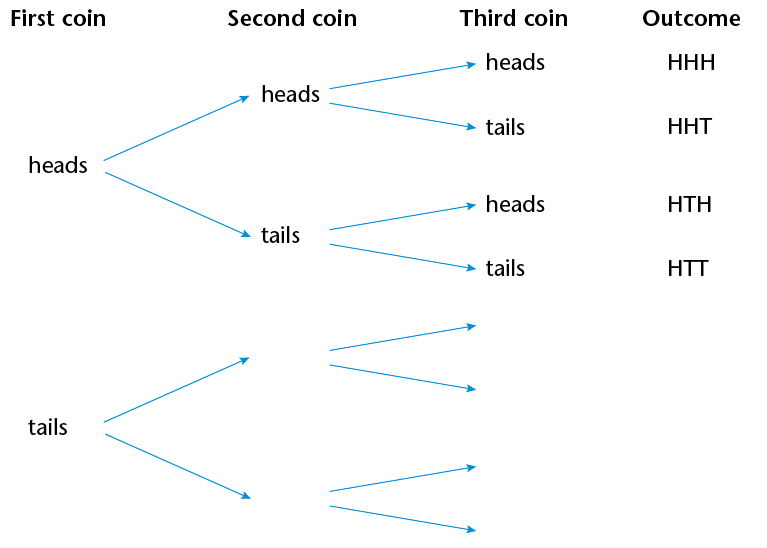 First coin Second coin Third coin Outcome
heads HHH
heads
tails HHT
heads
heads HTH
tails
tails HTT
tails